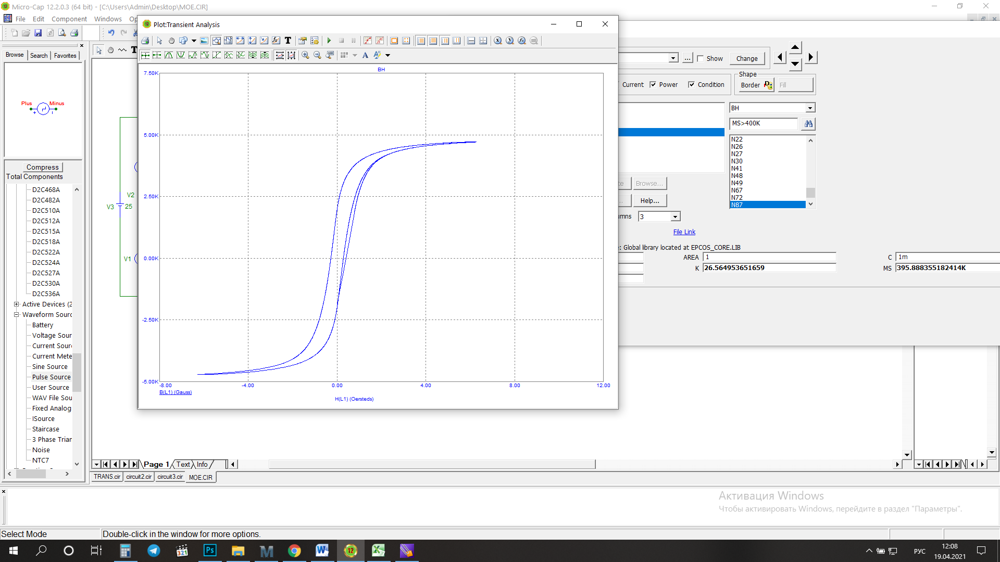 Micro-Cap 12.2.0.3 (64 bit) - [C:\Users\Admin\Desktop\MOE.CIR]
File Edit Component Windows
Plot:Transient Analysis
Browse Search Favorites
Show Change
Shape
Current Power Condition Border Fill
Plus Minus
BH
MS>400K
N22
N26
N27
N30
N41
N48
N49
N67
N72
N87
Browse...
Help...
3
File Link
Global library located at EPCOS_CORE.LIB
AREA 1 C 1m
K 26.564953651659 MS 395.888355182414K
Compress
Total Components
D2C468A
D2C482A
D2C510A
D2C512A
D2C515A
D2C518A
D2C522A
D2C524A
D2C527A
D2C530A
D2C536A
Active Devices (2
Waveform Sourc
Battery
Voltage Sour
Current Sour
Current Mete
Sine Source
Pulse Source
User Source
WAV File Sou
Fixed Analog
ISource
Staircase
3 Phase Trian
Noise
NTC7
V2
V3 25
V1
BH
7.50K
5.00K
2.50K
0.00K
-2.50K
-5.00K
-8.00 -4.00 0.00 4.00 8.00 12.00
B(L1) (Gauss)
H(L1) (Oersteds)
Page 1 Text Info
TRANS.cir circuit2.cir circuit3.cir MOE.CIR
Активация Windows
Чтобы активировать Windows, перейдите в раздел "Параметры".
Select Mode Double-click in the window for more options.
321 Ps 12
РУС 12:08
19.04.2021